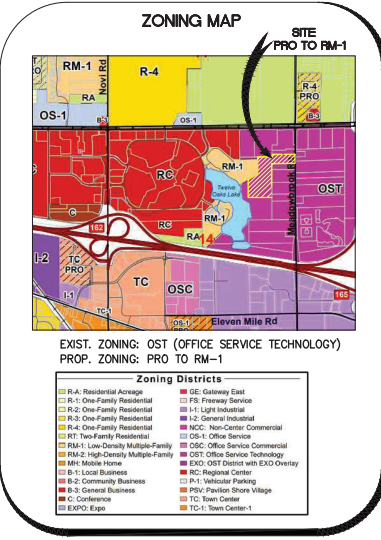 ZONING MAP
SITE
PRO TO RM-1
RM-1
Novi Rd
R-4
RA
R-4
PRO
OS-1
B-3
OS-1
B-3
RM-1
RC
Twelve
Oaks Lake
OST
Meadowbrook R
C
RM-1
C
RC
RA
14
162
I-2
TC
PRO
TC
OSC
I-1
165
TC-1
OS-1
PRO
Eleven Mile Rd
EXIST. ZONING: OST (OFFICE SERVICE TECHNOLOGY)
PROP. ZONING: PRO TO RM-1
Zoning Districts
R-A: Residential Acreage
R-1: One-Family Residential
R-2: One-Family Residential
R-3: One-Family Residential
R-4: One-Family Residential
RT: Two-Family Residential
RM-1: Low-Density Multiple-Family
RM-2: High-Density Multiple-Family
MH: Mobile Home
B-1: Local Business
B-2: Community Business
B-3: General Business
C: Conference
EXPO: Expo
GE: Gateway East
FS: Freeway Service
I-1: Light Industrial
I-2: General Industrial
NCC: Non-Center Commercial
OS-1: Office Service
OSC: Office Service Commercial
OST: Office Service Technology
EXO: OST District with EXO Overlay
RC: Regional Center
P-1: Vehicular Parking
PSV: Pavilion Shore Village
TC: Town Center
TC-1: Town Center-1